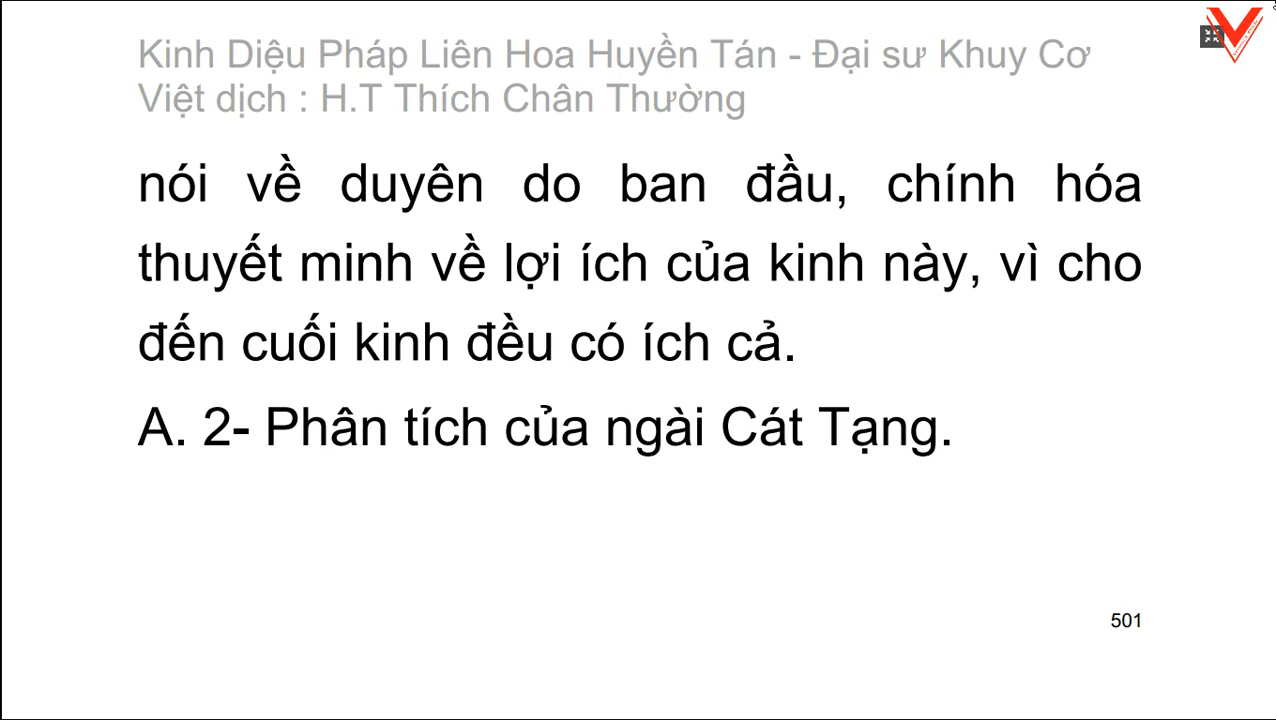 Kinh Diệu Pháp Liên Hoa Huyền Tán - Đại sư Khuy Cơ
Việt dịch : H.T Thích Chân Thường
nói về duyên do ban đầu, chính hóa
thuyết minh về lợi ích của kinh này, vì cho
đến cuối kinh đều có ích cả.
A. 2- Phân tích của ngài Cát Tạng.
501